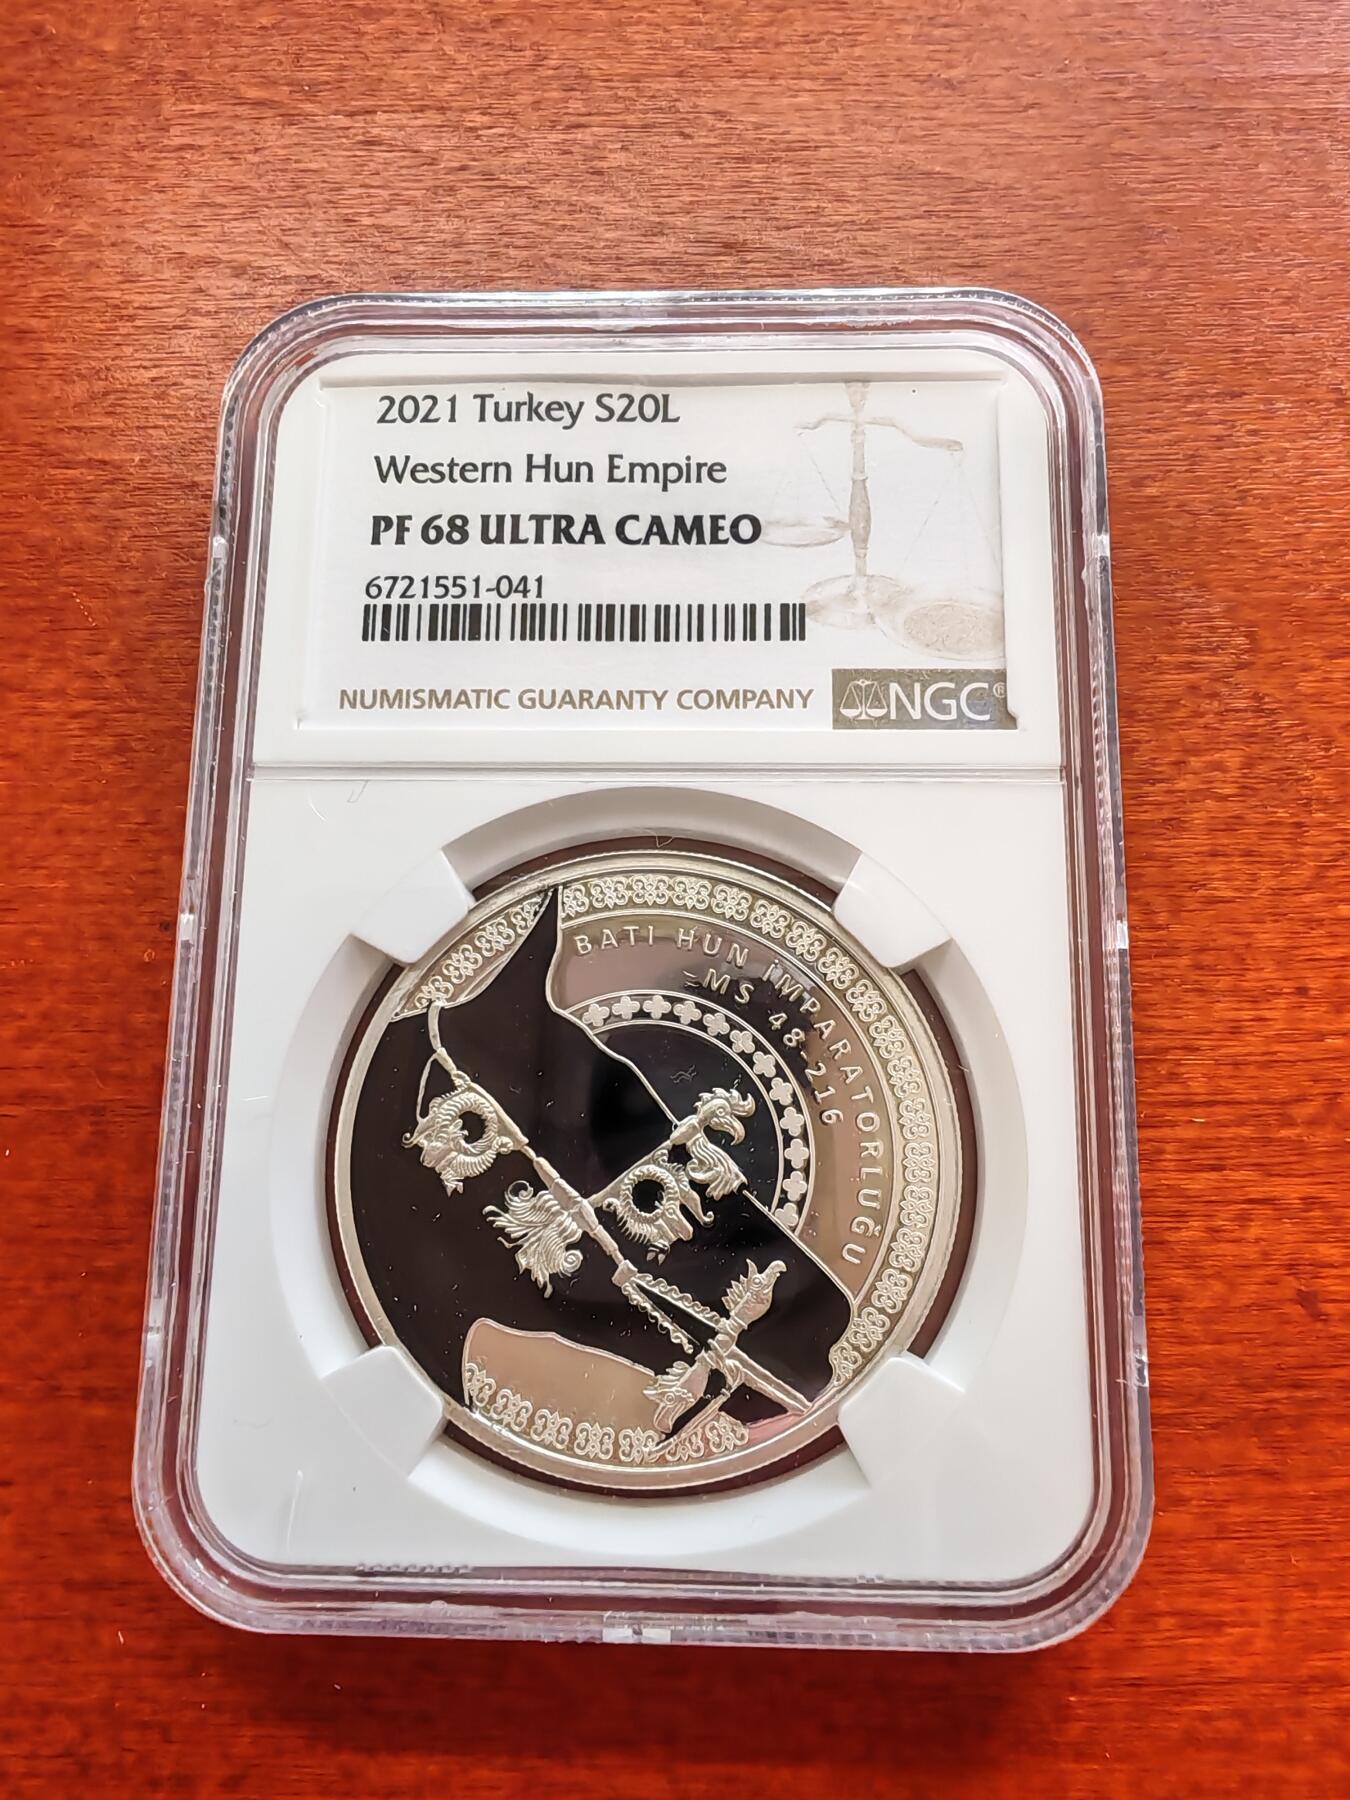 2021 Turkey S20L
Western Hun Empire
PF 68 ULTRA CAMEO
6721551-041
NUMISMATIC GUARANTY COMPANY
NGC®
BATI HUN İMPARATORLUĞU
MS 48-216